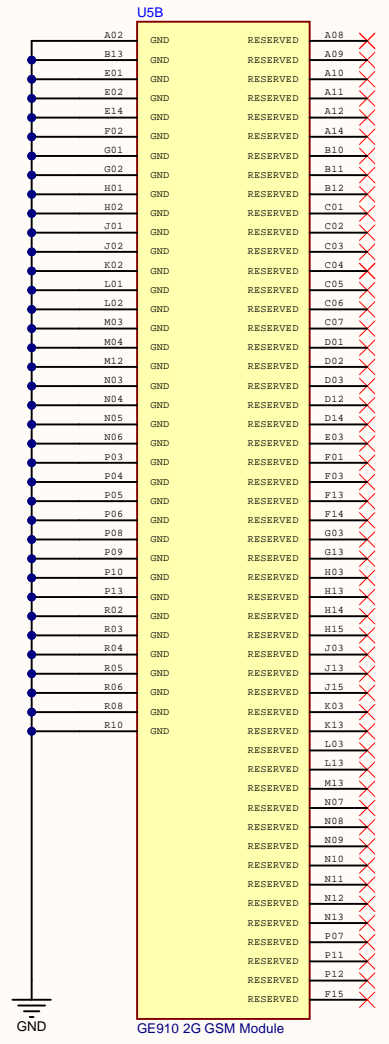 U5B
A02 GND RESERVED A08
B13 GND RESERVED A09
E01 GND RESERVED A10
E02 GND RESERVED A11
E14 GND RESERVED A12
F02 GND RESERVED A14
G01 GND RESERVED B10
G02 GND RESERVED B11
H01 GND RESERVED B12
H02 GND RESERVED C01
J01 GND RESERVED C02
J02 GND RESERVED C03
K02 GND RESERVED C04
L01 GND RESERVED C05
L02 GND RESERVED C06
M03 GND RESERVED C07
M04 GND RESERVED D01
M12 GND RESERVED D02
N03 GND RESERVED D03
N04 GND RESERVED D12
N05 GND RESERVED D14
N06 GND RESERVED E03
P03 GND RESERVED F01
P04 GND RESERVED F03
P05 GND RESERVED F13
P06 GND RESERVED F14
P08 GND RESERVED G03
P09 GND RESERVED G13
P10 GND RESERVED H03
P13 GND RESERVED H13
R02 GND RESERVED H14
R03 GND RESERVED H15
R04 GND RESERVED J03
R05 GND RESERVED J13
R06 GND RESERVED J15
R08 GND RESERVED K03
R10 GND RESERVED K13
RESERVED L03
RESERVED L13
RESERVED M13
RESERVED N07
RESERVED N08
RESERVED N09
RESERVED N10
RESERVED N11
RESERVED N12
RESERVED N13
RESERVED P07
RESERVED P11
RESERVED P12
RESERVED F15
GND
GE910 2G GSM Module